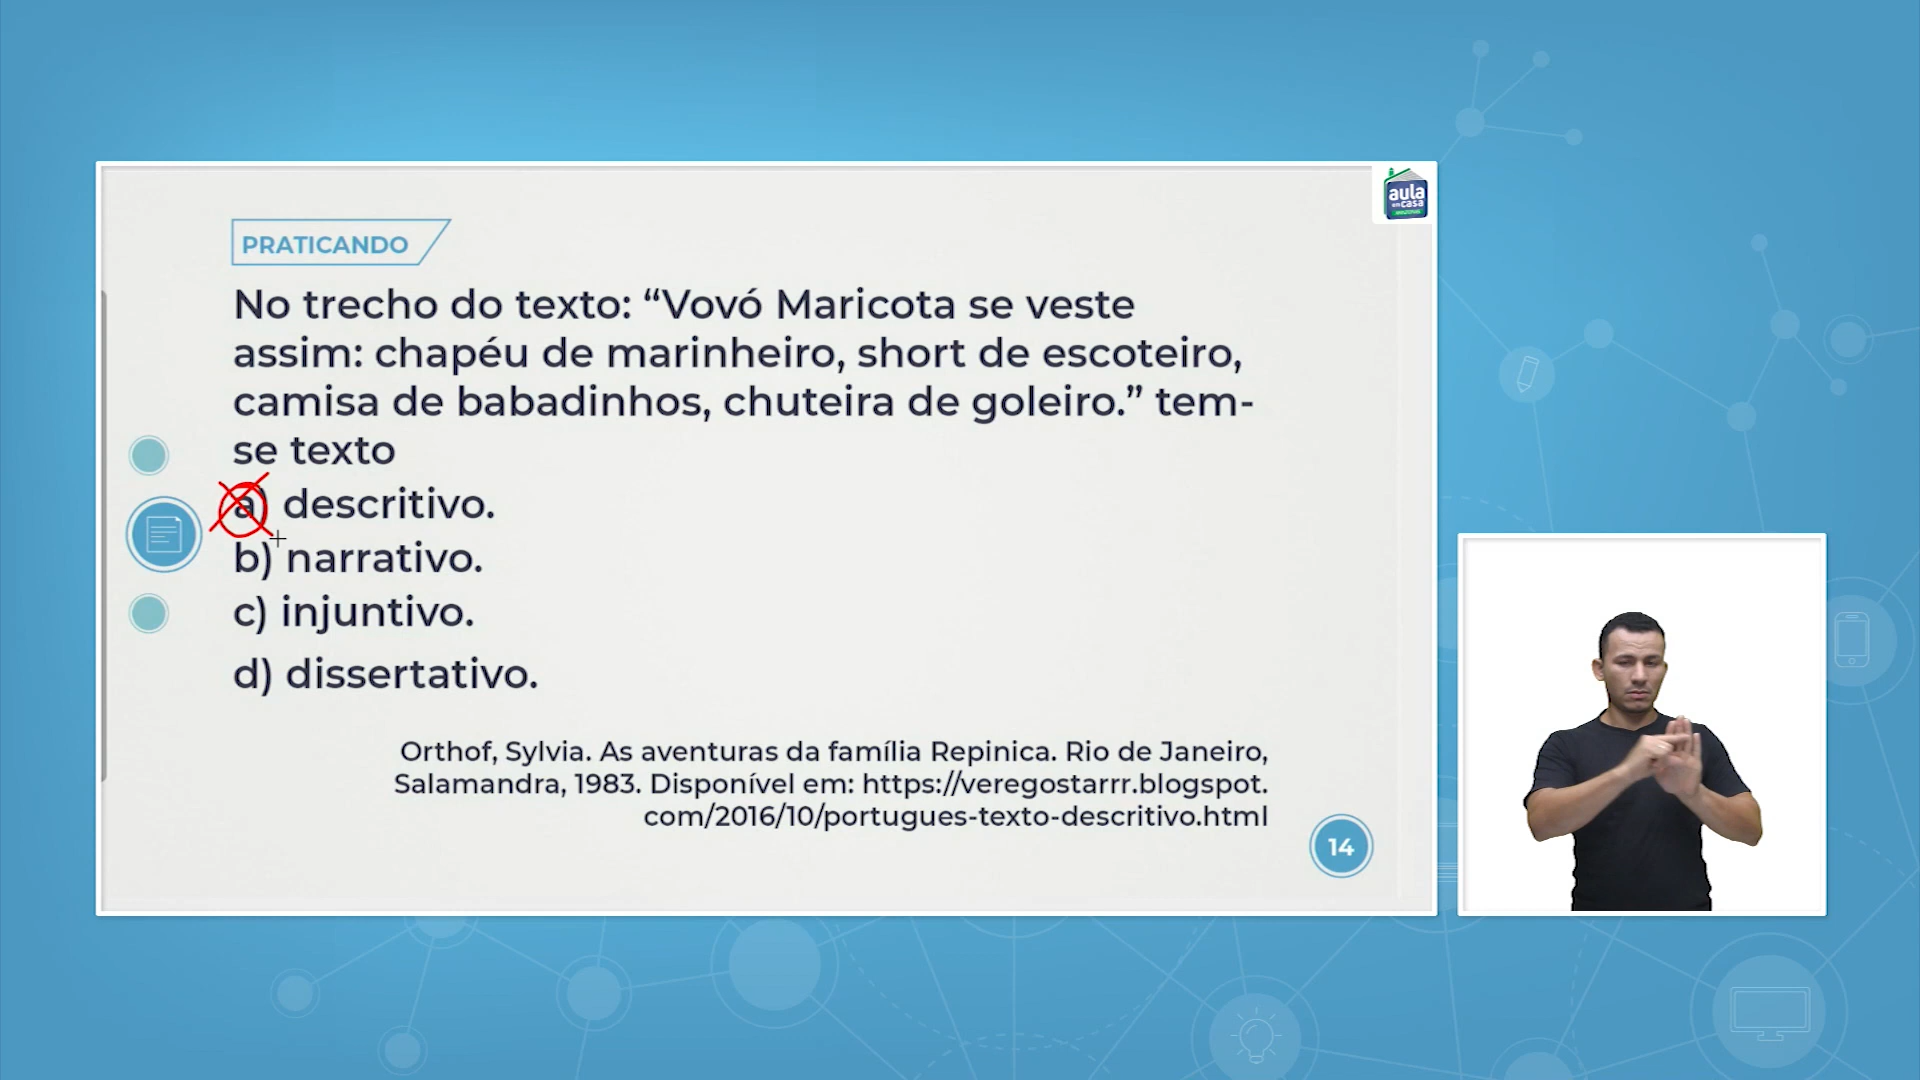 aula
em casa
PRATICANDO
No trecho do texto: “Vovó Maricota se veste
assim: chapéu de marinheiro, short de escoteiro,
camisa de babadinhos, chuteira de goleiro.” tem-
se texto
a) descritivo.
b) narrativo.
c) injuntivo.
d) dissertativo.
Orthof, Sylvia. As aventuras da família Repinica. Rio de Janeiro,
Salamandra, 1983. Disponível em: https://veregostarrr.blogspot.
com/2016/10/portugues-texto-descritivo.html
14